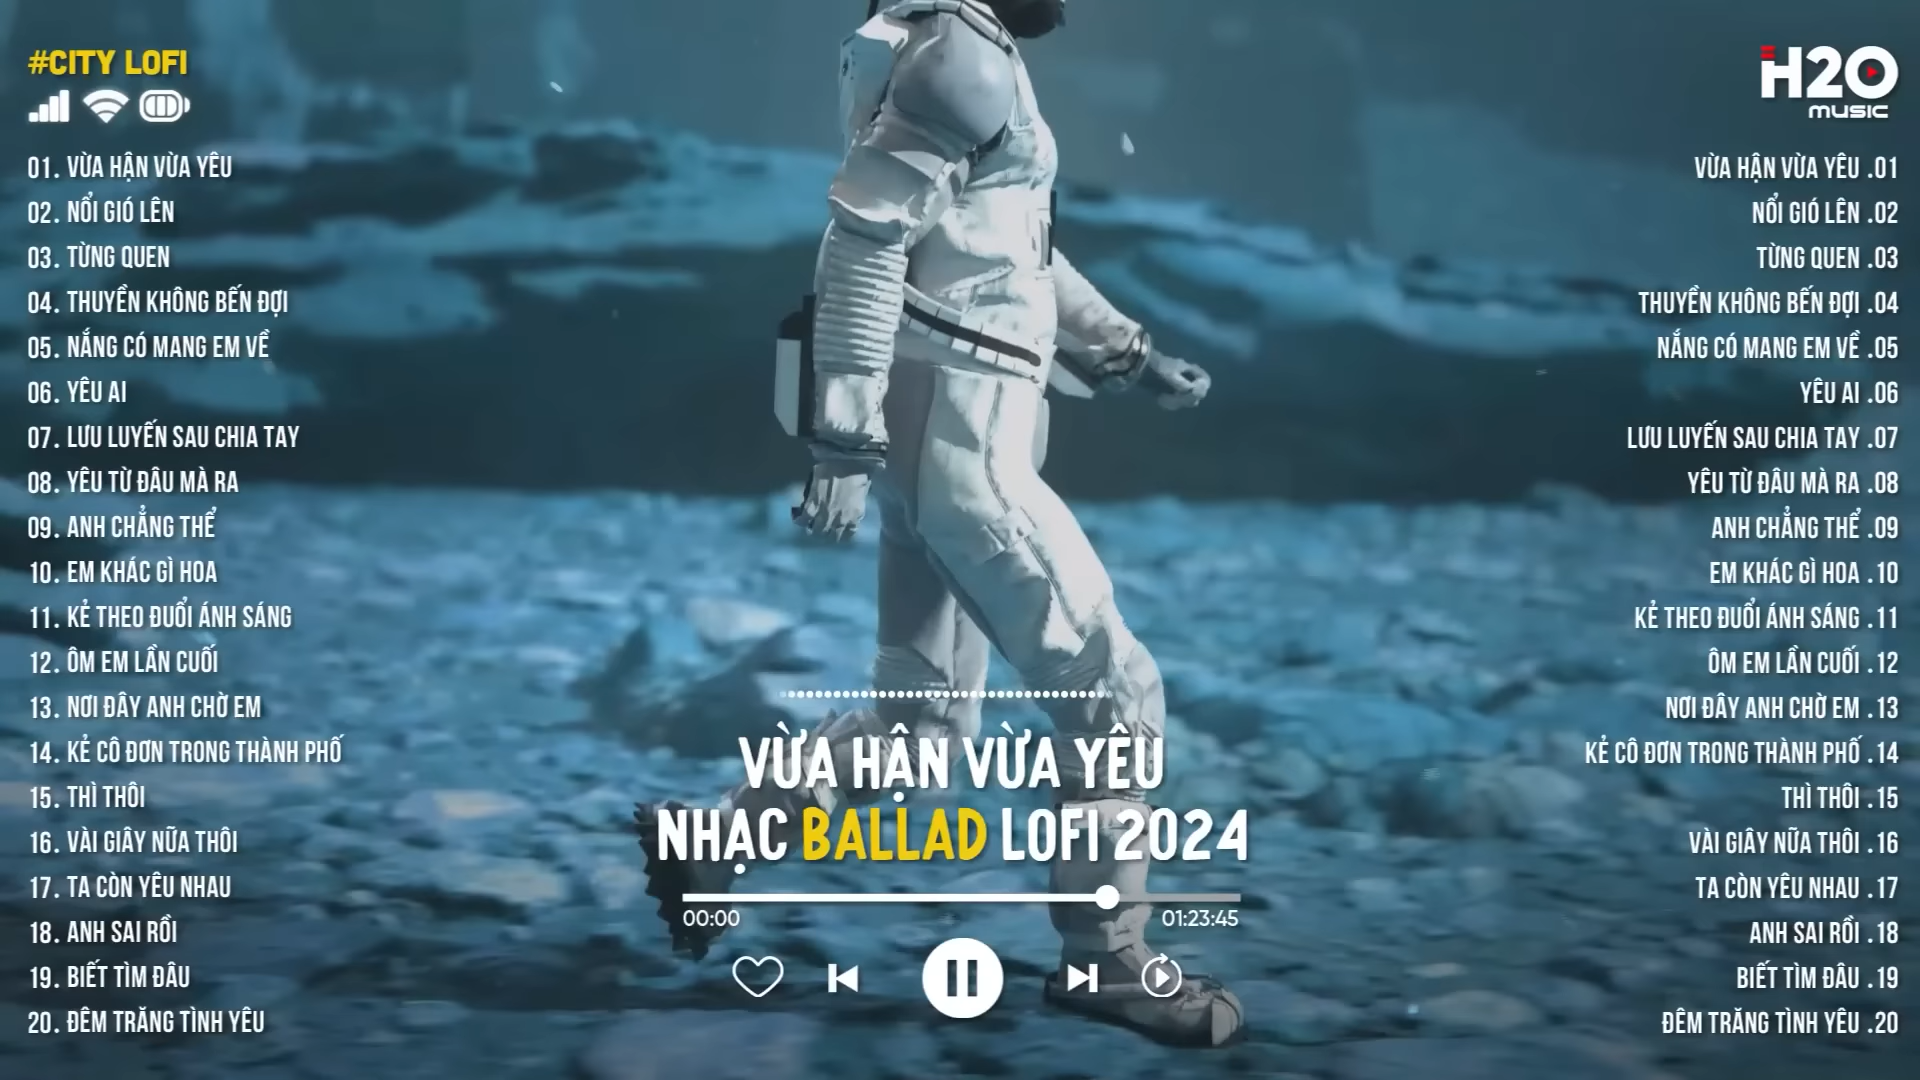 #CITY LOFI
01. VỪA HẬN VỪA YÊU
02. NỔI GIÓ LÊN
03. TỪNG QUEN
04. THUYỀN KHÔNG BẾN ĐỢI
05. NẮNG CÓ MANG EM VỀ
06. YÊU AI
07. LƯU LUYẾN SAU CHIA TAY
08. YÊU TỪ ĐÂU MÀ RA
09. ANH CHẲNG THỂ
10. EM KHÁC GÌ HOA
11. KẺ THEO ĐUỔI ÁNH SÁNG
12. ÔM EM LẦN CUỐI
13. NƠI ĐÂY ANH CHỜ EM
14. KẺ CÔ ĐƠN TRONG THÀNH PHỐ
15. THÌ THÔI
16. VÀI GIÂY NỮA THÔI
17. TA CÒN YÊU NHAU
18. ANH SAI RỒI
19. BIẾT TÌM ĐÂU
20. ĐÊM TRĂNG TÌNH YÊU
VỪA HẬN VỪA YÊU
NHẠC BALLAD LOFI 2024
00:00
01:23:45
H2O
MUSIC
VỪA HẬN VỪA YÊU .01
NỔI GIÓ LÊN .02
TỪNG QUEN .03
THUYỀN KHÔNG BẾN ĐỢI .04
NẮNG CÓ MANG EM VỀ .05
YÊU AI .06
LƯU LUYẾN SAU CHIA TAY .07
YÊU TỪ ĐÂU MÀ RA .08
ANH CHẲNG THỂ .09
EM KHÁC GÌ HOA .10
KẺ THEO ĐUỔI ÁNH SÁNG .11
ÔM EM LẦN CUỐI .12
NƠI ĐÂY ANH CHỜ EM .13
KẺ CÔ ĐƠN TRONG THÀNH PHỐ .14
THÌ THÔI .15
VÀI GIÂY NỮA THÔI .16
TA CÒN YÊU NHAU .17
ANH SAI RỒI .18
BIẾT TÌM ĐÂU .19
ĐÊM TRĂNG TÌNH YÊU .20